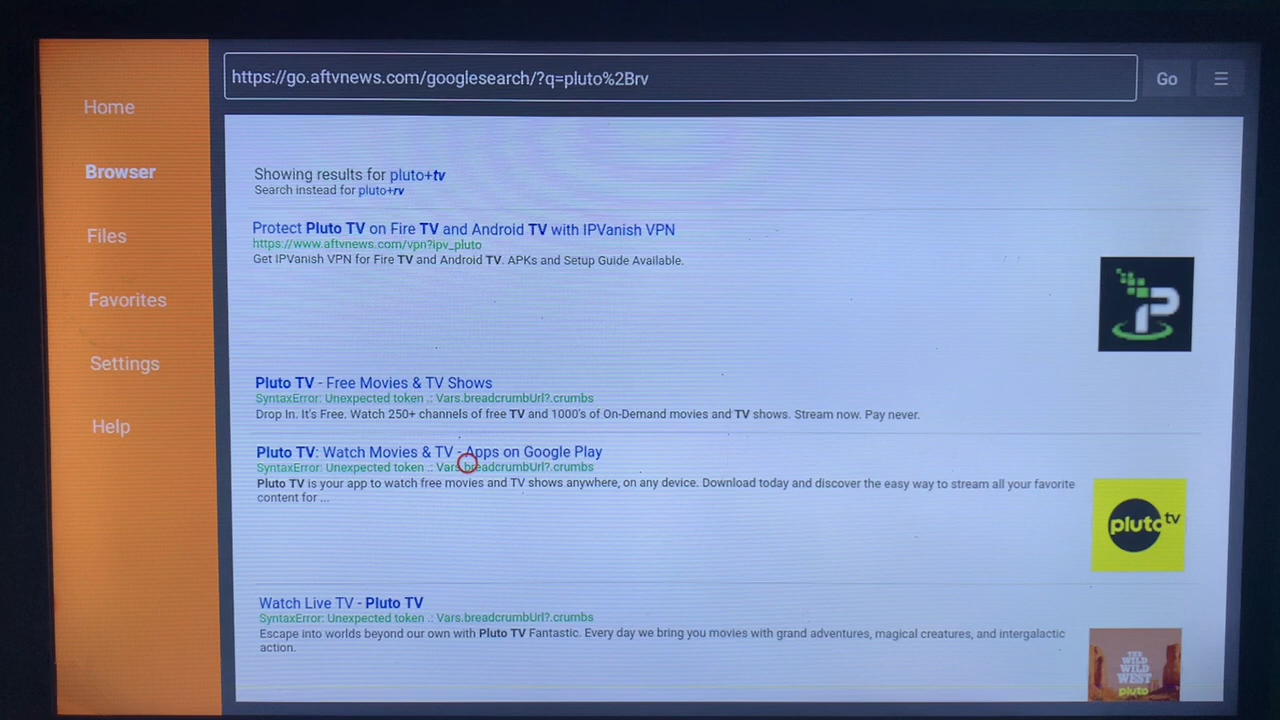 https://go.aftvnews.com/googlesearch/?q=pluto%2Brv
Go
☰
Home
Browser
Files
Favorites
Settings
Help
Showing results for pluto+tv
Search instead for pluto+rv
Protect Pluto TV on Fire TV and Android TV with IPVanish VPN
https://www.aftvnews.com/vpn?ipv_pluto
Get IPVanish VPN for Fire TV and Android TV. APKs and Setup Guide Available.
Pluto TV - Free Movies & TV Shows
SyntaxError: Unexpected token .: Vars.breadcrumbUrl?.crumbs
Drop In. It's Free. Watch 250+ channels of free TV and 1000's of On-Demand movies and TV shows. Stream now. Pay never.
Pluto TV: Watch Movies & TV - Apps on Google Play
SyntaxError: Unexpected token .: Vars.breadcrumbUrl?.crumbs
Pluto TV is your app to watch free movies and TV shows anywhere, on any device. Download today and discover the easy way to stream all your favorite
content for ...
pluto tv
Watch Live TV - Pluto TV
SyntaxError: Unexpected token .: Vars.breadcrumbUrl?.crumbs
Escape into worlds beyond our own with Pluto TV Fantastic. Every day we bring you movies with grand adventures, magical creatures, and intergalactic
action.
THE
WILD
WILD
WEST
pluto